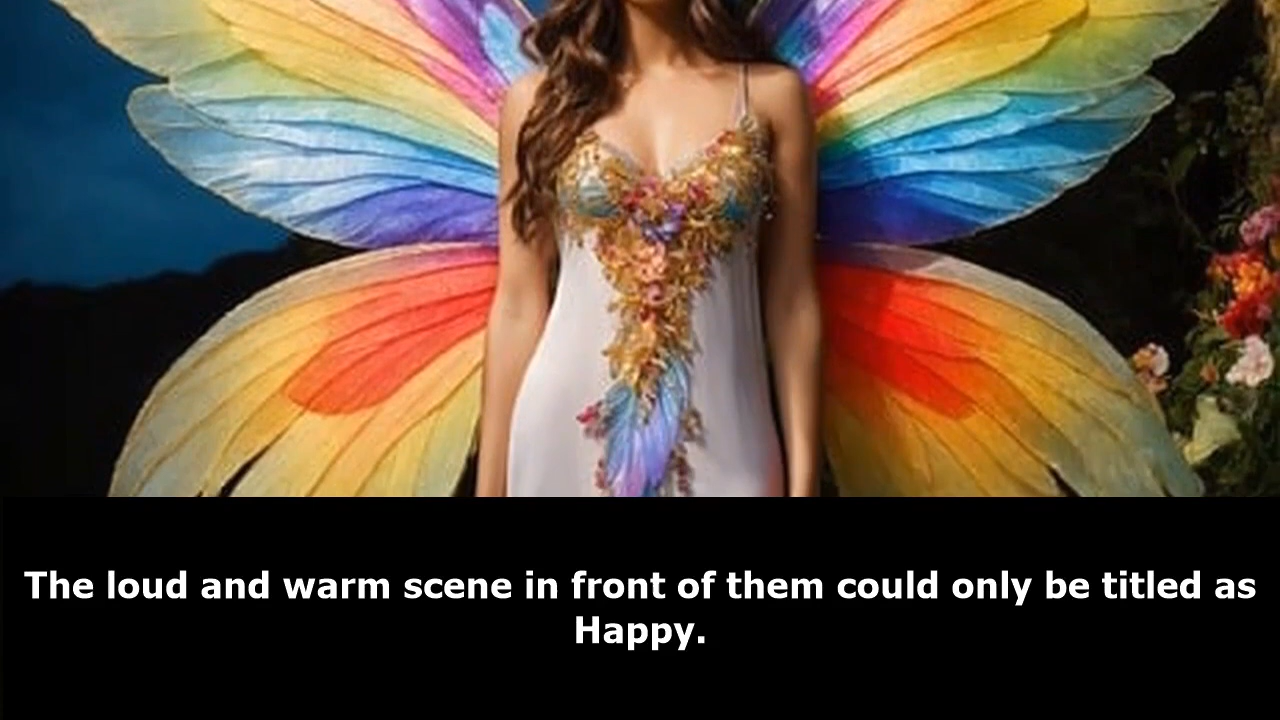 The loud and warm scene in front of them could only be titled as
Happy.